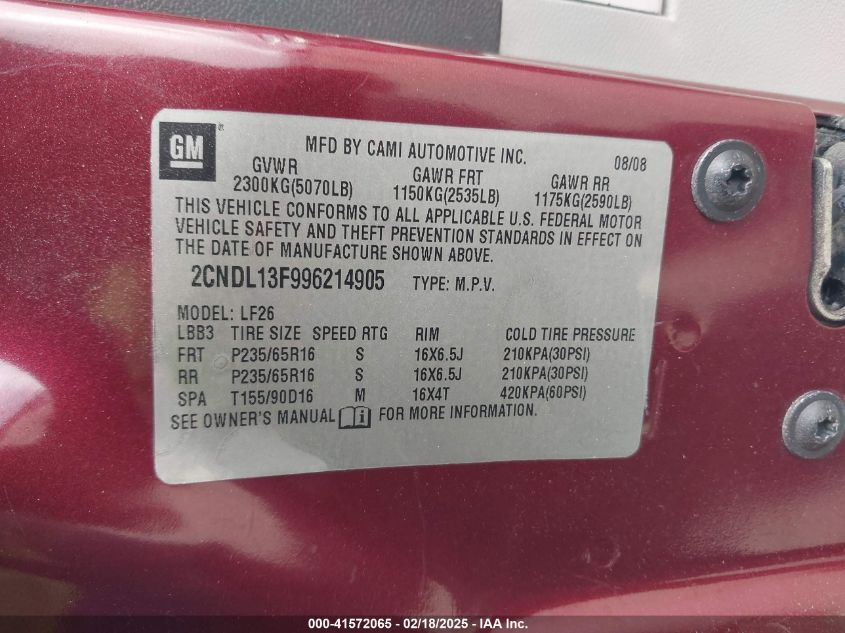 GM
MFD BY CAMI AUTOMOTIVE INC. 08/08
GVWR GAWR FRT GAWR RR
2300KG(5070LB) 1150KG(2535LB) 1175KG(2590LB)
THIS VEHICLE CONFORMS TO ALL APPLICABLE U.S. FEDERAL MOTOR
VEHICLE SAFETY AND THEFT PREVENTION STANDARDS IN EFFECT ON
THE DATE OF MANUFACTURE SHOWN ABOVE.
2CNDL13F996214905 TYPE: M.P.V.
MODEL: LF26
LBB3 TIRE SIZE SPEED RTG RIM COLD TIRE PRESSURE
FRT P235/65R16 S 16X6.5J 210KPA(30PSI)
RR P235/65R16 S 16X6.5J 210KPA(30PSI)
SPA T155/90D16 M 16X4T 420KPA(60PSI)
SEE OWNER'S MANUAL FOR MORE INFORMATION.
000-41572065 - 02/18/2025 - IAA Inc.